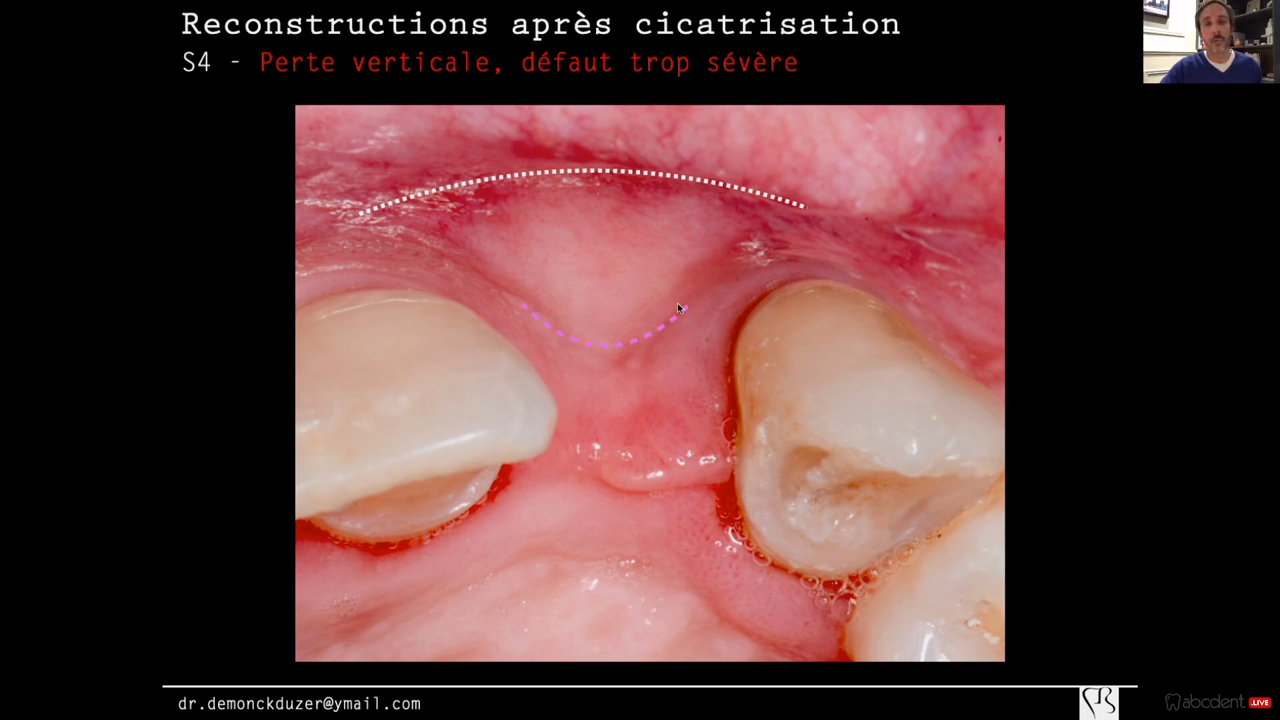 Reconstructions après cicatrisation
S4 - Perte verticale, défaut trop sévère
dr.demonckduzer@ymail.com
abcdent LIVE